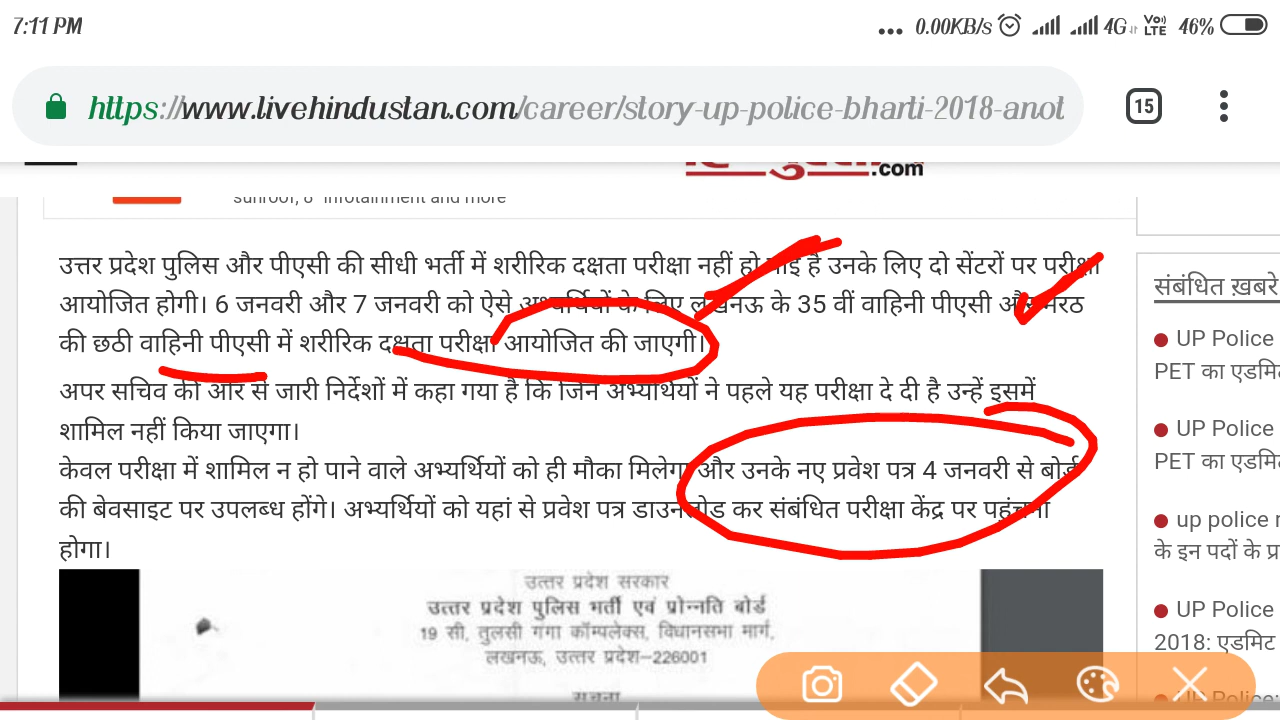 7:11 PM
... 0.00KB/s 4G Vo) LTE 46%
https://www.livehindustan.com/career/story-up-police-bharti-2018-anot
15
.com
sunroof, 8" infotainment and more
उत्तर प्रदेश पुलिस और पीएसी की सीधी भर्ती में शारीरिक दक्षता परीक्षा नहीं हो पाई है उनके लिए दो सेंटरों पर परीक्षा
आयोजित होगी। 6 जनवरी और 7 जनवरी को ऐसे अभ्यर्थियों के लिए लखनऊ के 35 वीं वाहिनी पीएसी और मेरठ
की छठी वाहिनी पीएसी में शारीरिक दक्षता परीक्षा आयोजित की जाएगी।
अपर सचिव की ओर से जारी निर्देशों में कहा गया है कि जिन अभ्यर्थियों ने पहले यह परीक्षा दे दी है उन्हें इसमें
शामिल नहीं किया जाएगा।
केवल परीक्षा में शामिल न हो पाने वाले अभ्यर्थियों को ही मौका मिलेगा और उनके नए प्रवेश पत्र 4 जनवरी से बोर्ड
की बेवसाइट पर उपलब्ध होंगे। अभ्यर्थियों को यहां से प्रवेश पत्र डाउनलोड कर संबंधित परीक्षा केंद्र पर पहुंचना
होगा।
उत्तर प्रदेश सरकार
उत्तर प्रदेश पुलिस भर्ती एवं प्रोन्नति बोर्ड
19 सी, तुलसी गंगा कॉम्पलेक्स, विधानसभा मार्ग,
लखनऊ, उत्तर प्रदेश-226001
सूचना
संबंधित ख़बरे
UP Police
PET का एडमि
UP Police
PET का एडमि
up police
के इन पदों के
UP Police
2018: एडमिट
UP Police